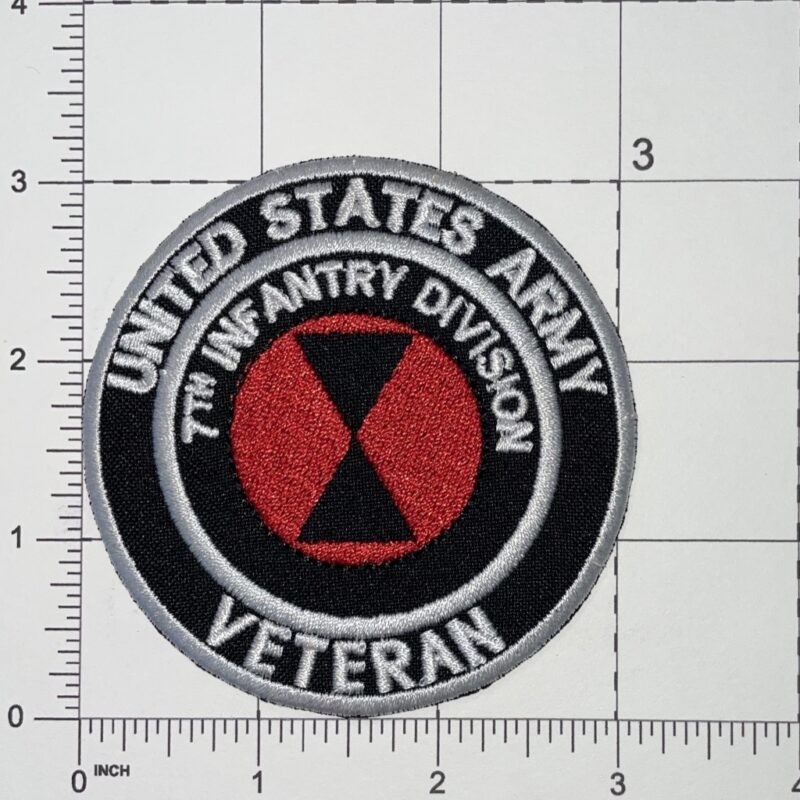 4
3
3
2
1
0
UNITED STATES ARMY
7TH INFANTRY DIVISION
VETERAN
0 INCH 1 2 3 4